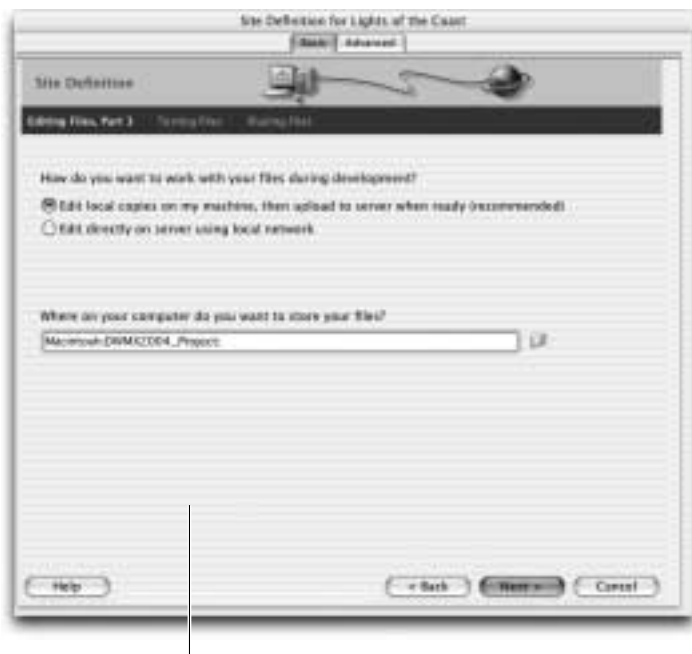 Site Definition for Lights of the Coast
Basic Advanced
Site Definition
Editing Files, Part 3 Testing Files Sharing Files
How do you want to work with your files during development?
Edit local copies on my machine, then upload to server when ready (recommended)
Edit directly on server using local network
Where on your computer do you want to store your files?
Macintosh:DWMX2004_Project:
Help < Back Next > Cancel